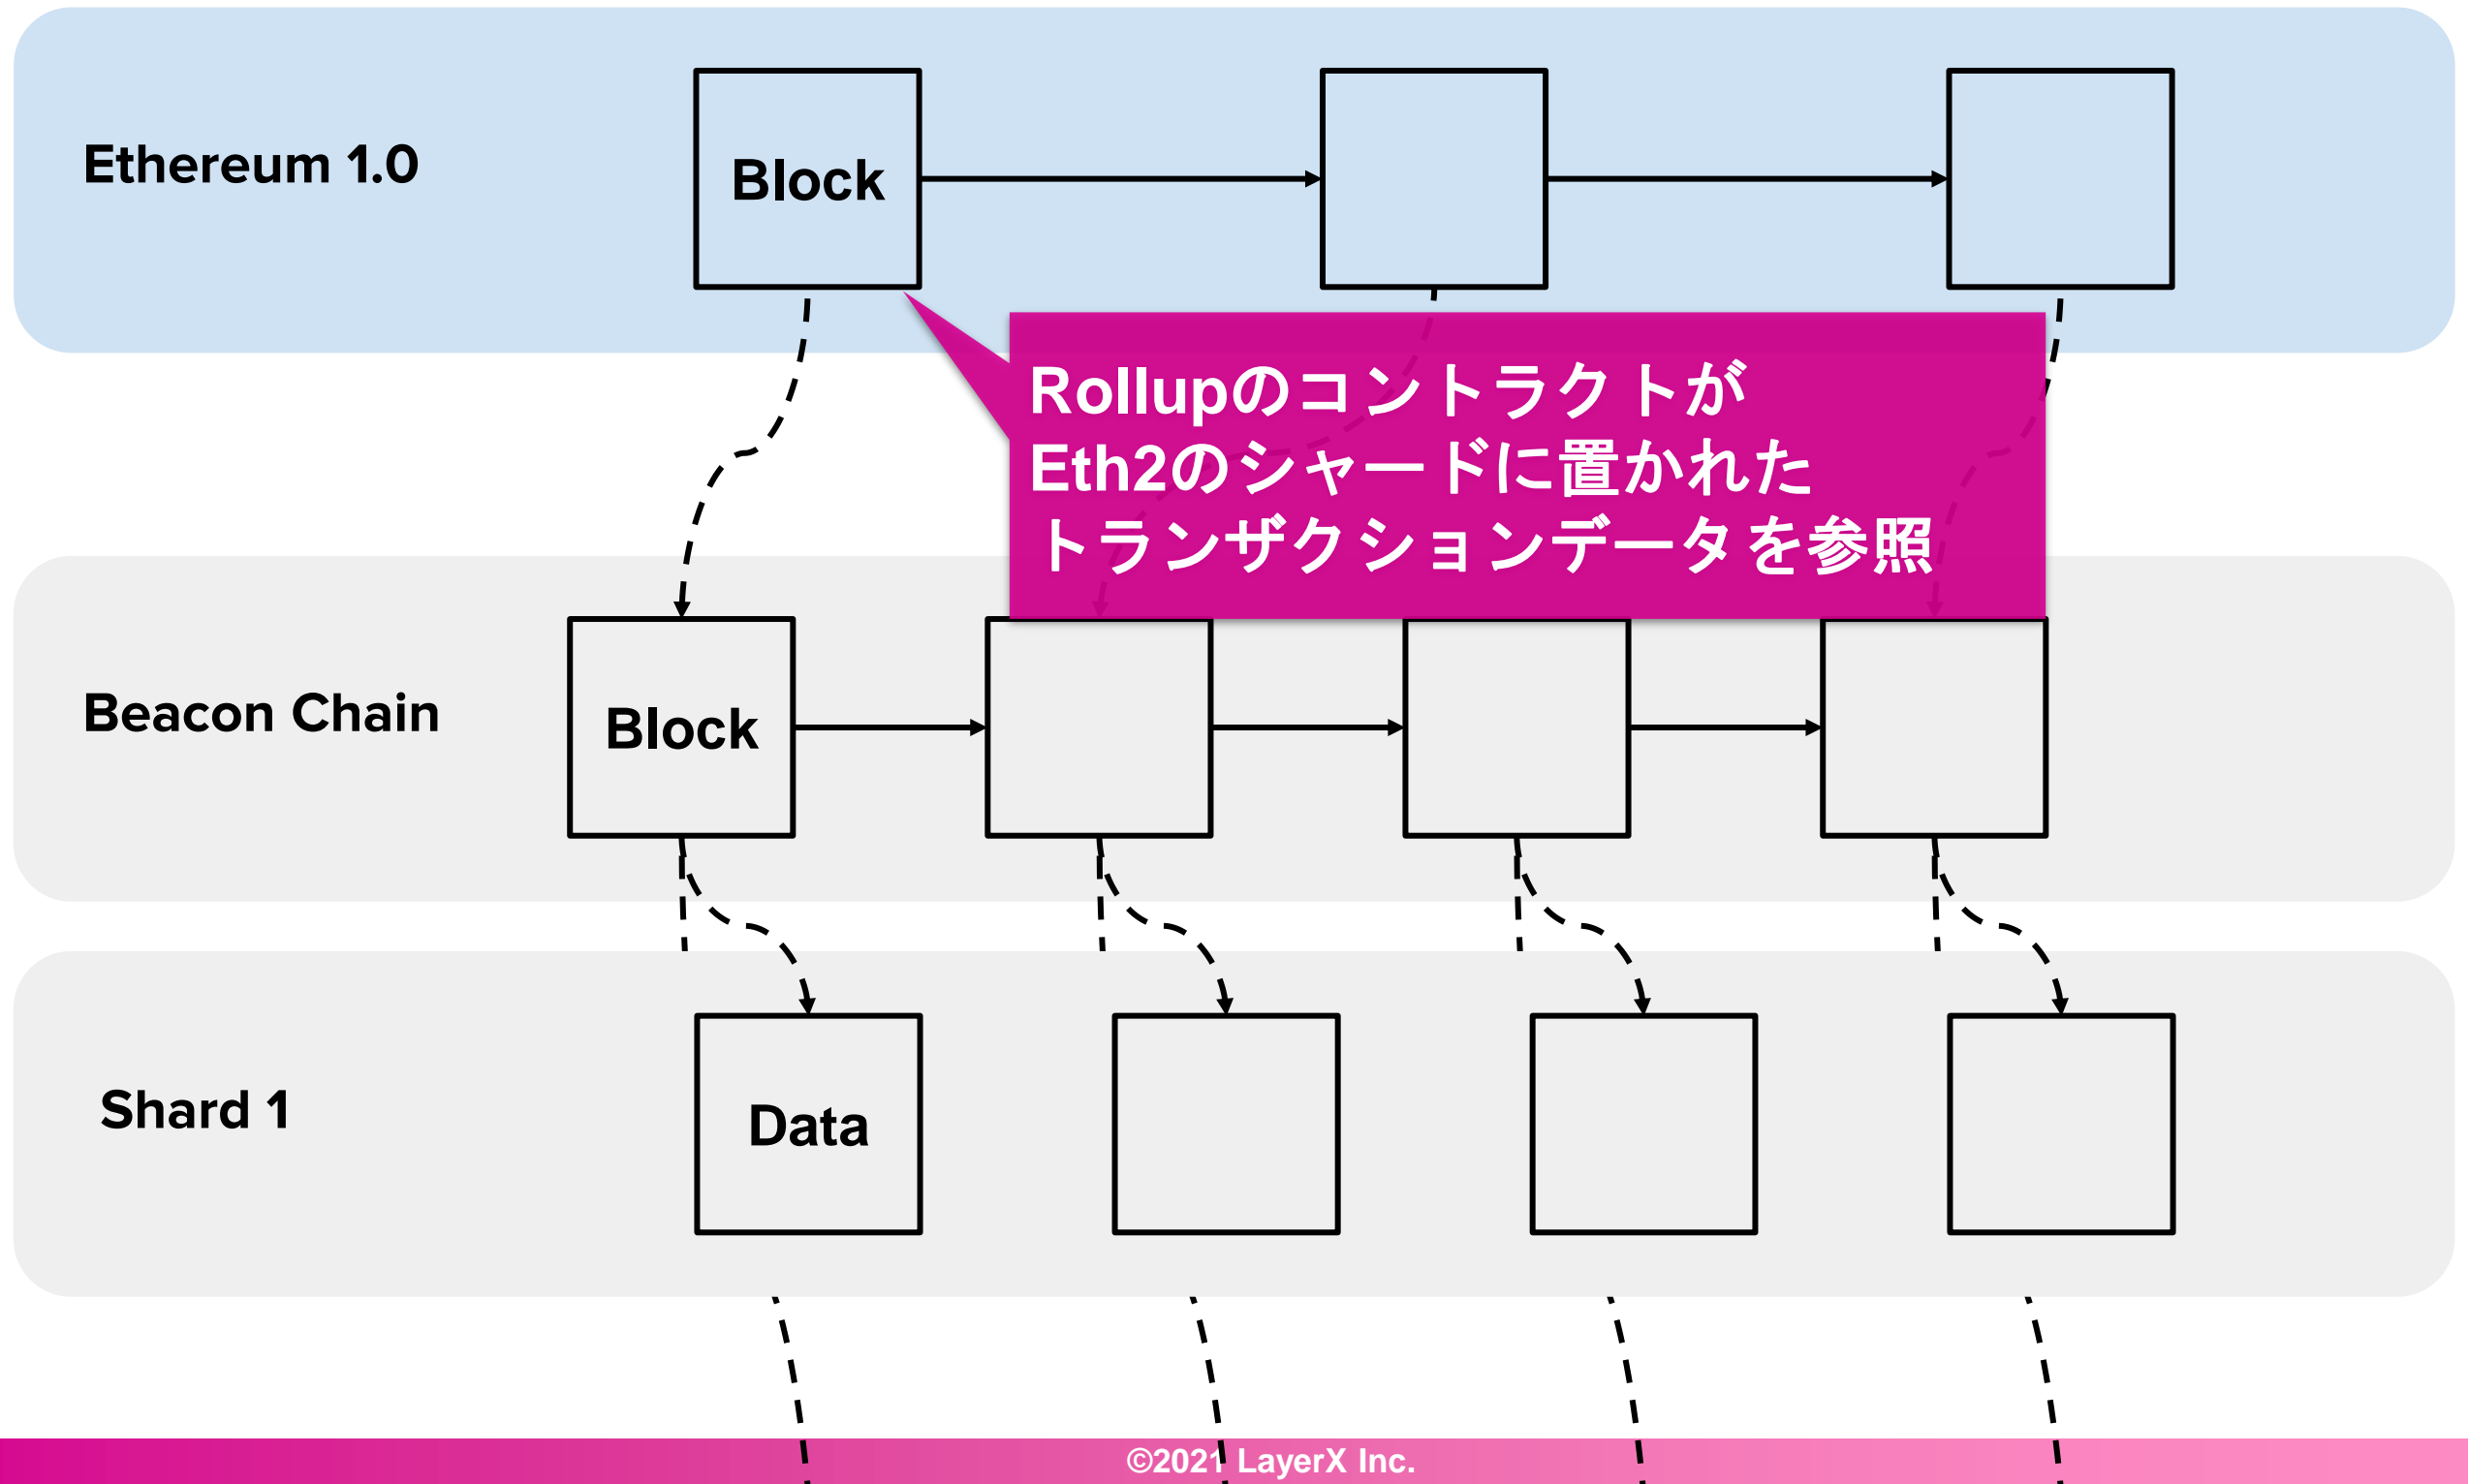 Ethereum 1.0
Block
Rollupのコントラクトが
Eth2のシャードに置かれた
トランザクションデータを参照
Beacon Chain
Block
Shard 1
Data
©2021 LayerX Inc.